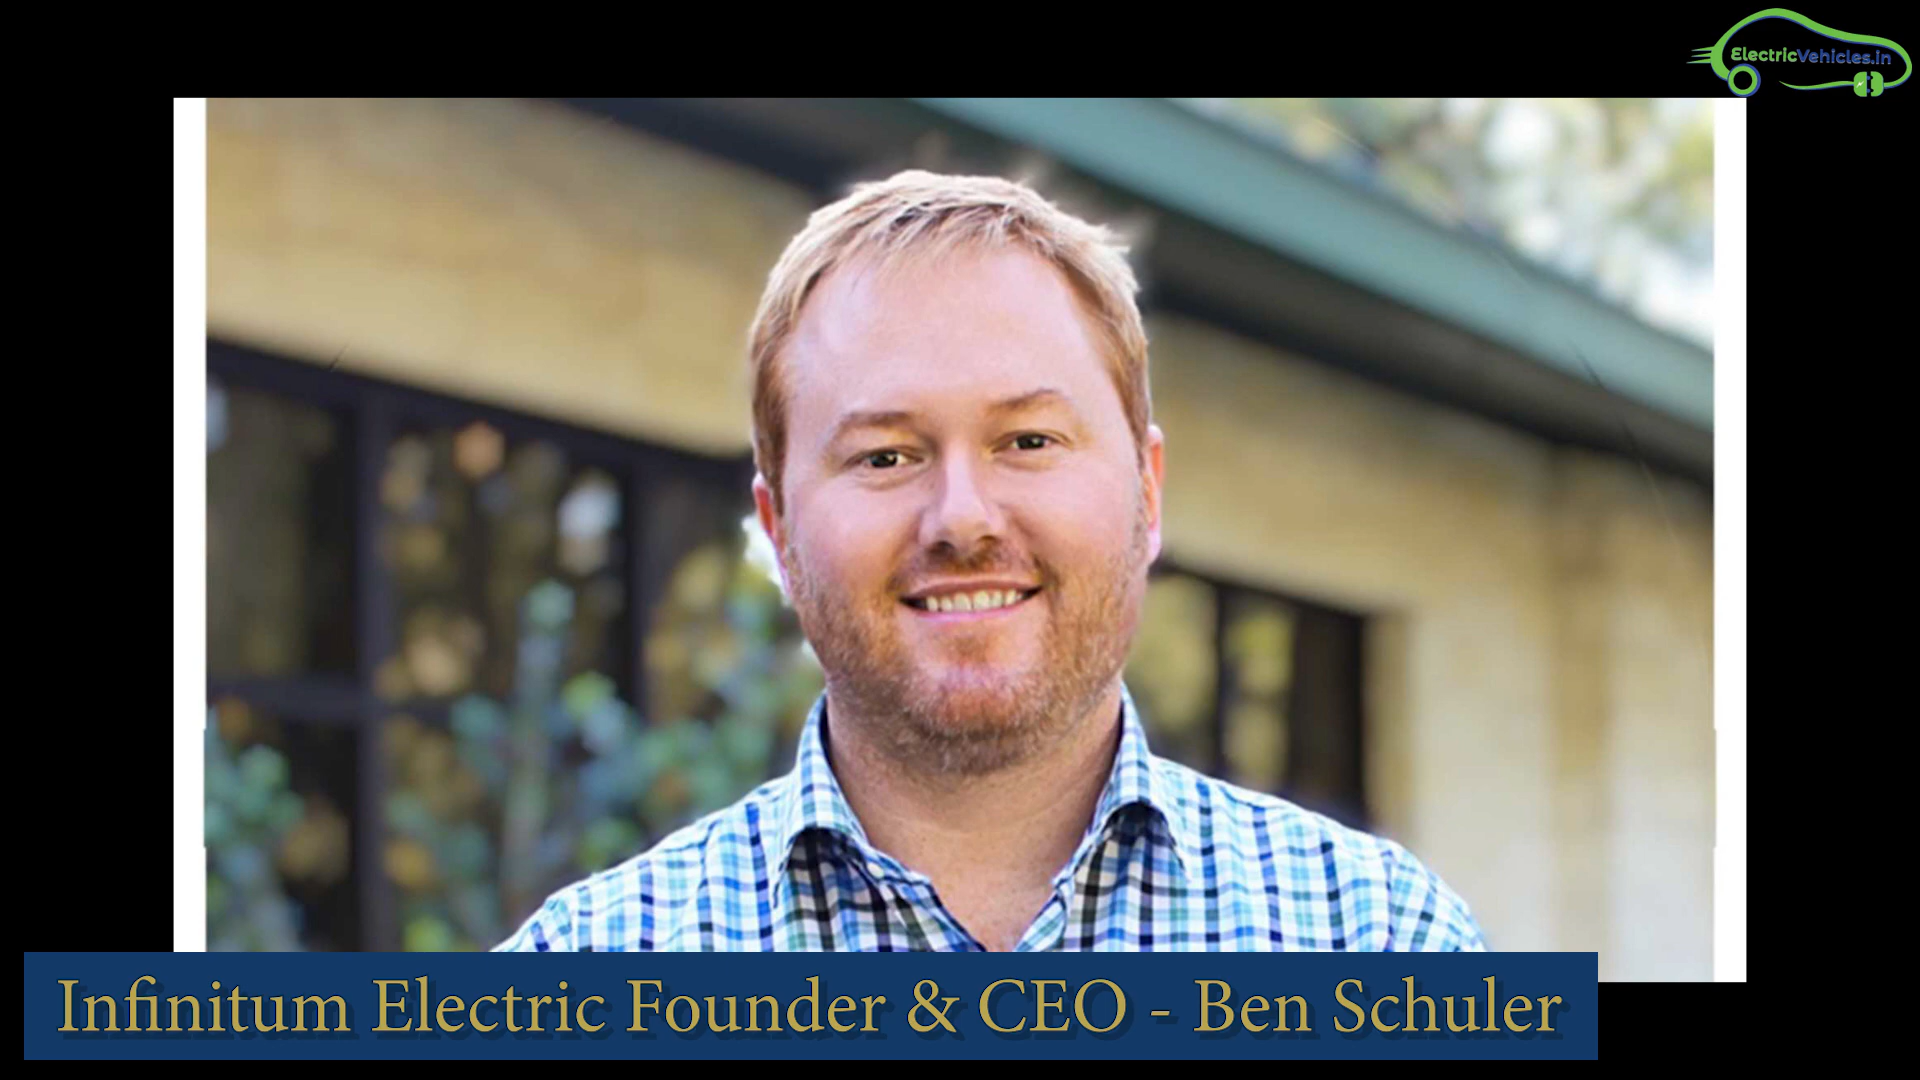 ElectricVehicles.in
Infinitum Electric Founder & CEO - Ben Schuler